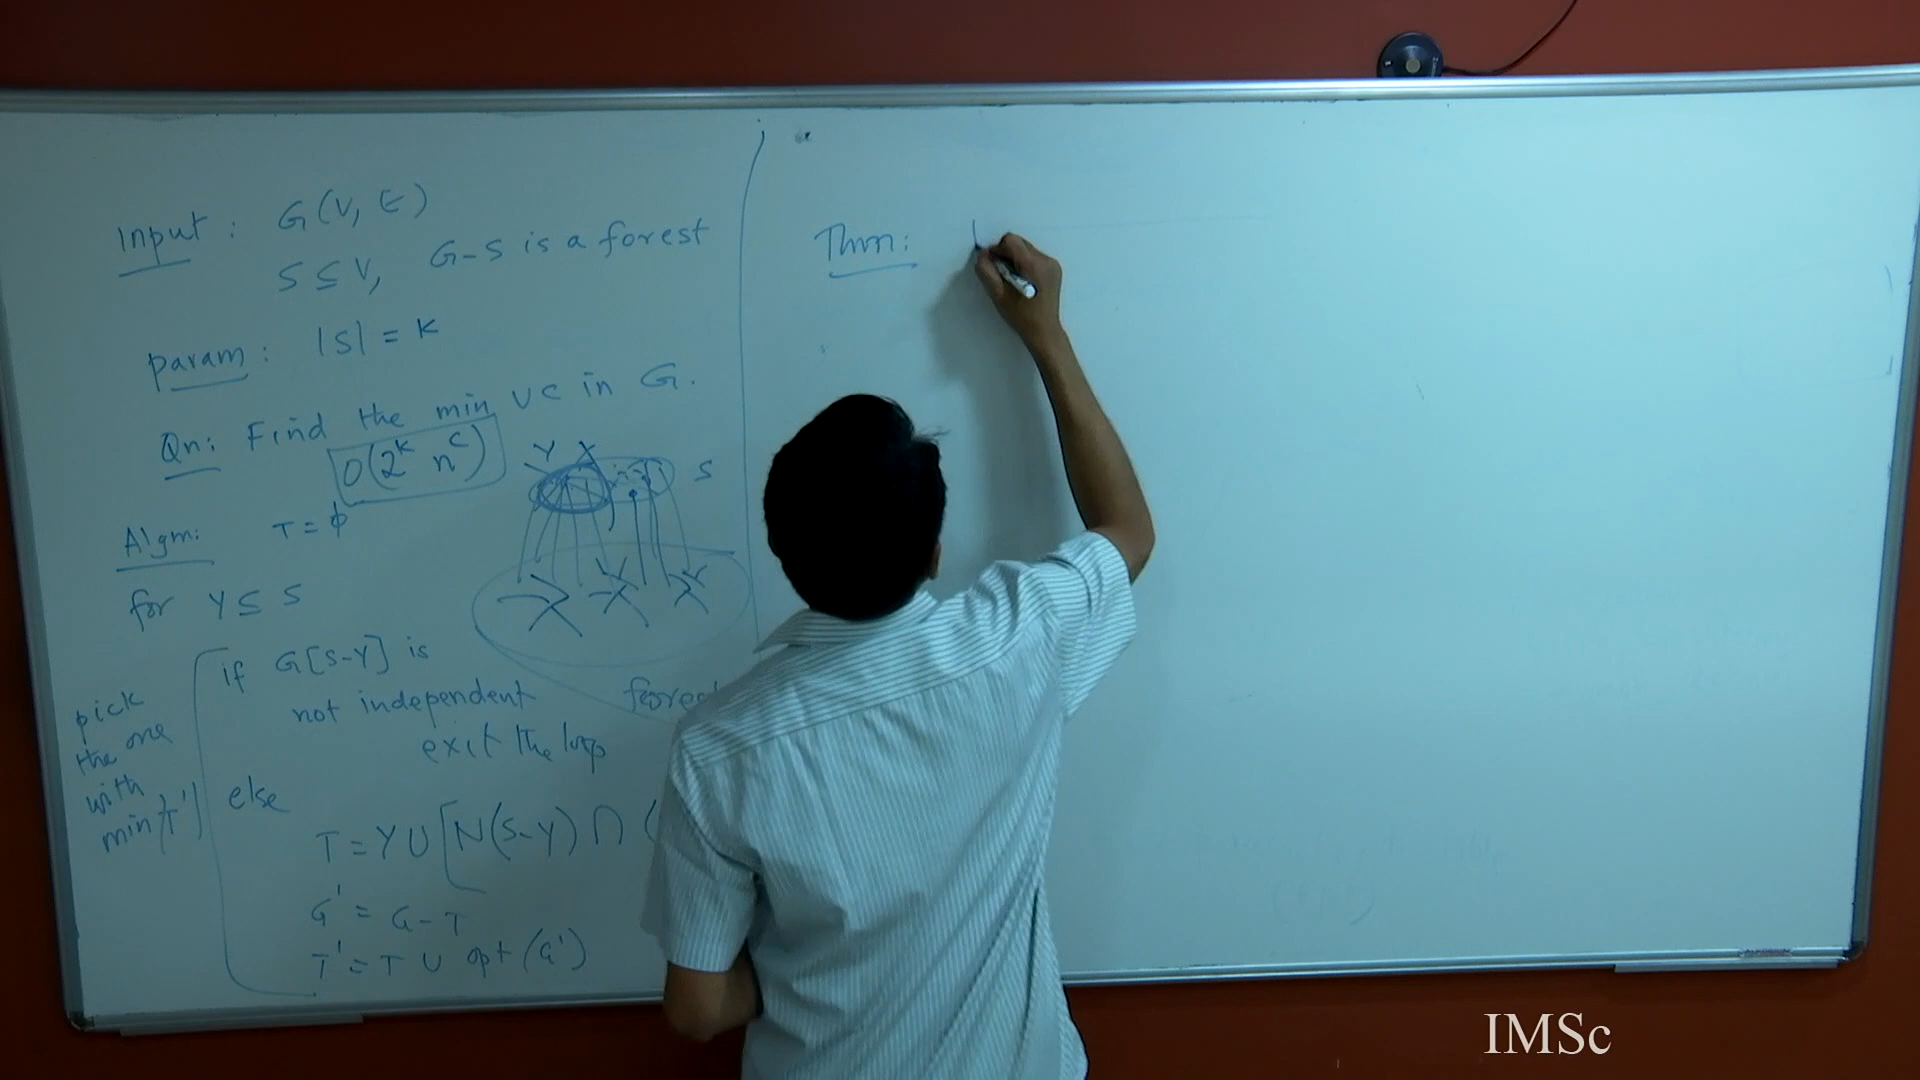 Input : G(V, E)
S ⊆ V, G-S is a forest
param : |S| = k
Qn: Find the min VC in G.
O(2^k n^c)
Y X
S
Algm: T = φ
for Y ⊆ S
if G[S-Y] is
not independent
exit the loop
else
T = Y ∪ [N(S-Y) ∩ (
G' = G - T
T' = T ∪ opt (G')
pick
the one
with
min |T'|
Thm:
IMSc